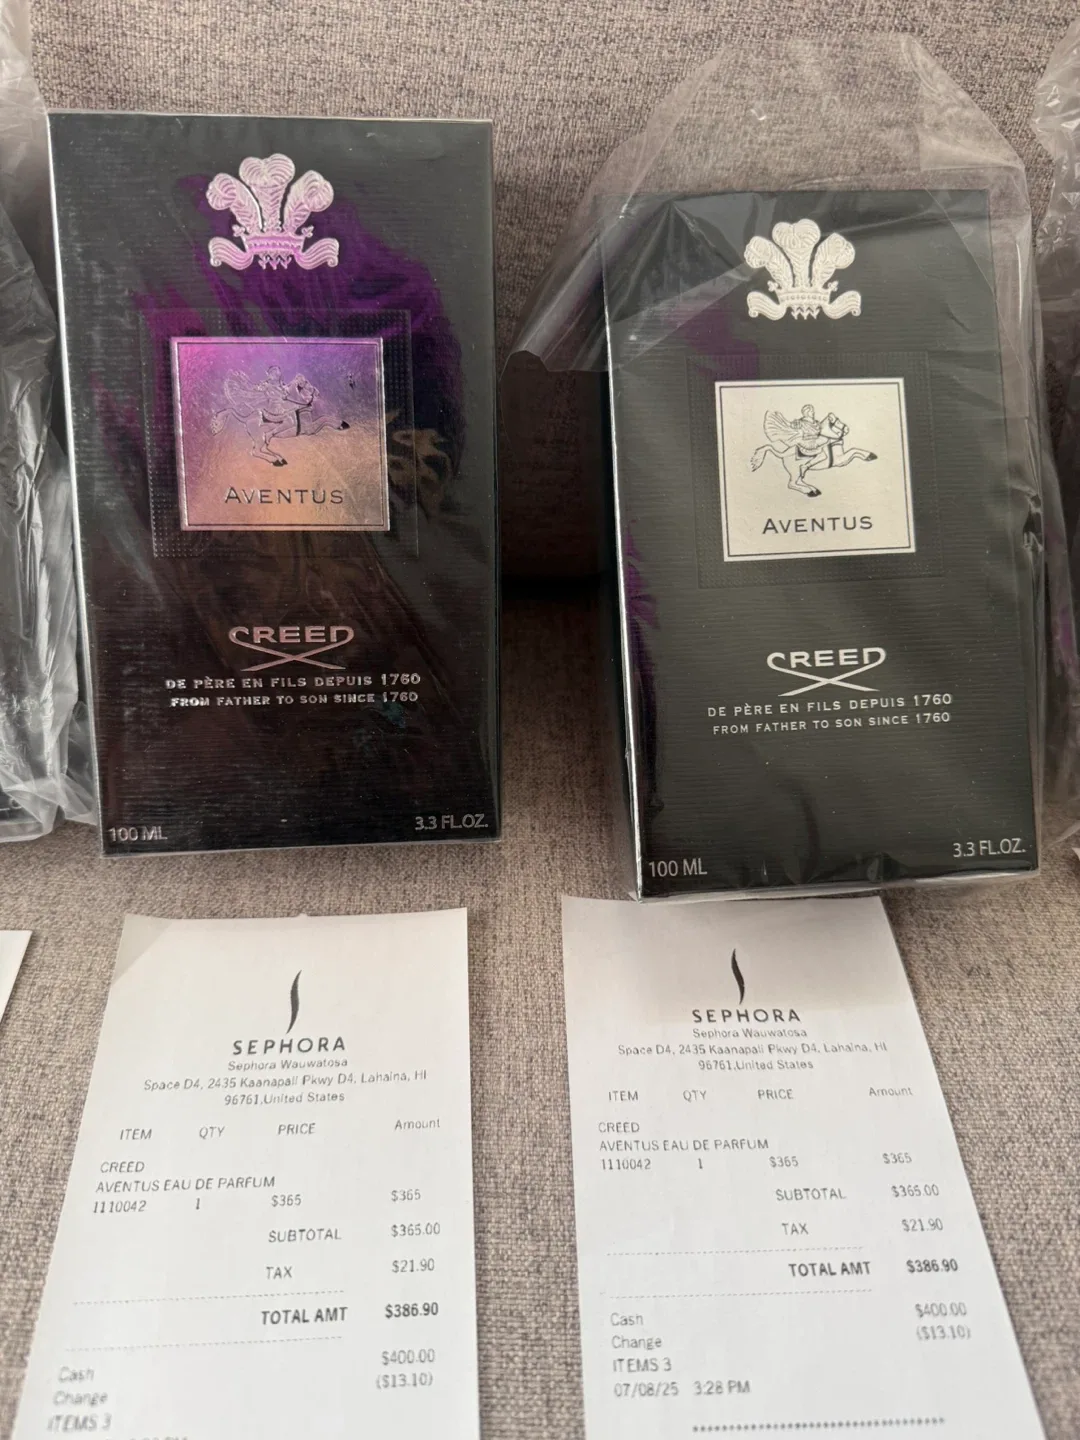 AVENTUS
CREED
DE PÈRE EN FILS DEPUIS 1760
FROM FATHER TO SON SINCE 1760
100 ML
3.3 FL.OZ.
AVENTUS
CREED
DE PÈRE EN FILS DEPUIS 1760
FROM FATHER TO SON SINCE 1760
100 ML
3.3 FL.OZ.
SEPHORA
Sephora Wauwatosa
Space D4, 2435 Kaanapali Pkwy D4, Lahaina, HI
96761,United States
ITEM QTY PRICE Amount
CREED
AVENTUS EAU DE PARFUM
1110042 1 $365 $365
SUBTOTAL $365.00
TAX $21.90
TOTAL AMT $386.90
Cash $400.00
Change ($13.10)
ITEMS 3
SEPHORA
Sephora Wauwatosa
Space D4, 2435 Kaanapali Pkwy D4, Lahaina, HI
96761,United States
ITEM QTY PRICE Amount
CREED
AVENTUS EAU DE PARFUM
1110042 1 $365 $365
SUBTOTAL $365.00
TAX $21.90
TOTAL AMT $386.90
Cash $400.00
Change ($13.10)
ITEMS 3
07/08/25 3:28 PM